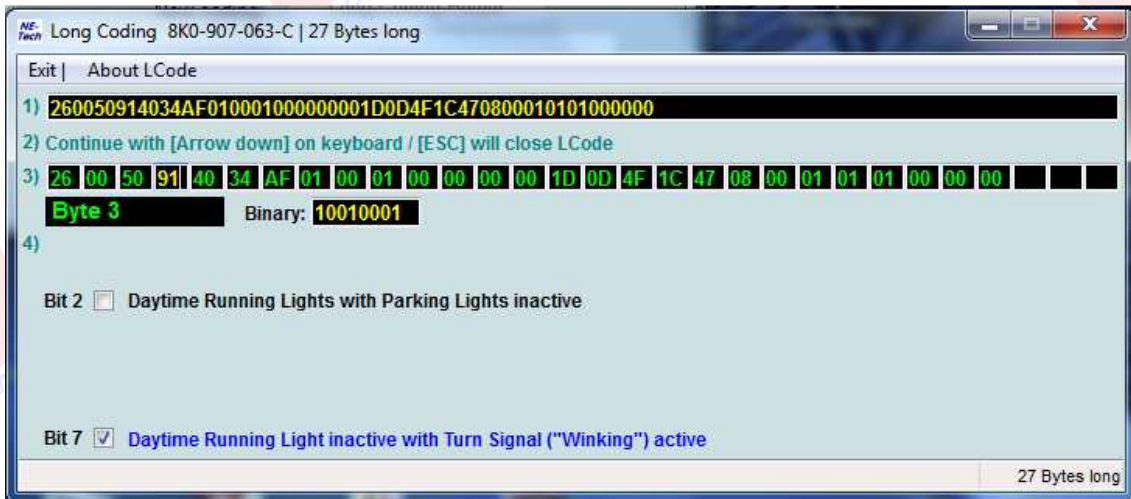 NE-Tech Long Coding 8K0-907-063-C | 27 Bytes long
Exit | About LCode
1) 260050914034AF010001000000001D0D4F1C470800010101000000
2) Continue with [Arrow down] on keyboard / [ESC] will close LCode
3) 26 00 50 91 40 34 AF 01 00 01 00 00 00 00 1D 0D 4F 1C 47 08 00 01 01 01 00 00 00
Byte 3 Binary: 10010001
4)
Bit 2 Daytime Running Lights with Parking Lights inactive
Bit 7 Daytime Running Light inactive with Turn Signal ("Winking") active
27 Bytes long